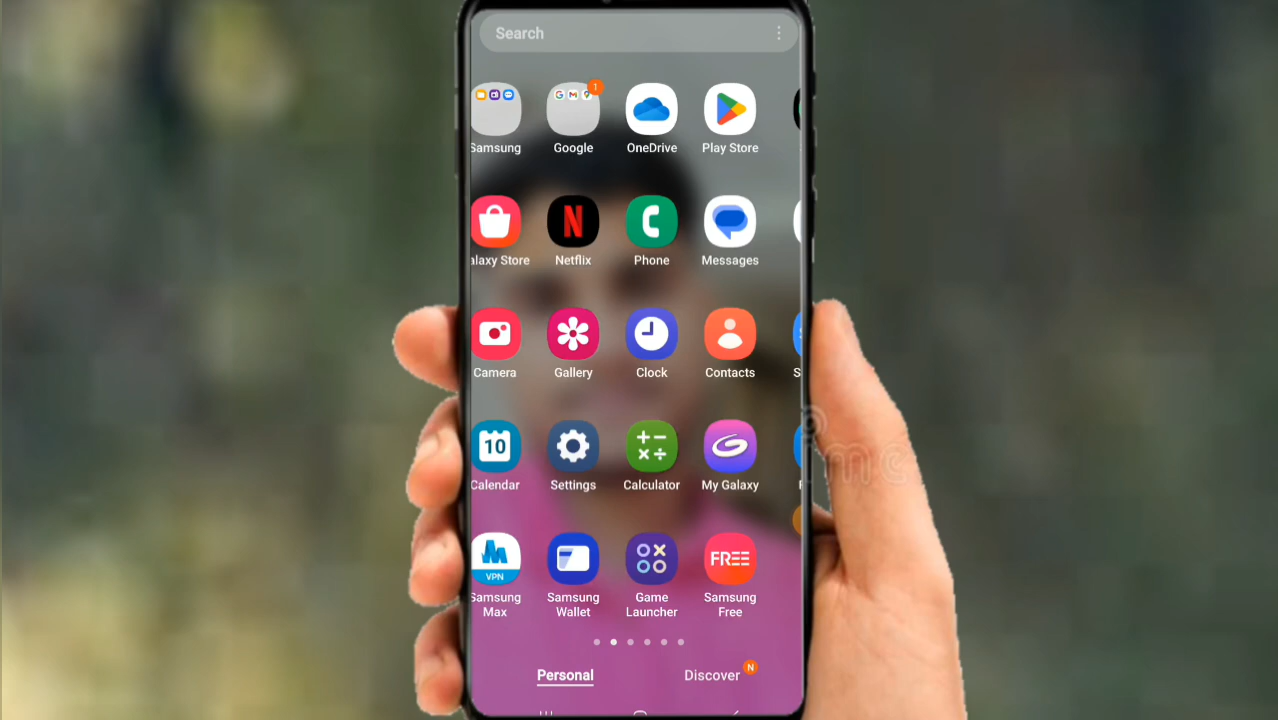 Search
1
Samsung Google OneDrive Play Store
N
alaxy Store Netflix Phone Messages
Camera Gallery Clock Contacts S
10
Calendar Settings Calculator My Galaxy
VPN FREE
Samsung Max
Samsung Wallet
Game Launcher
Samsung Free
Personal Discover N